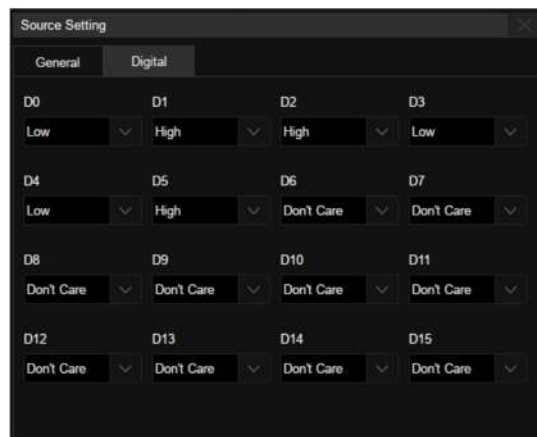 Source Setting
General Digital
D0 D1 D2 D3
Low High High Low
D4 D5 D6 D7
Low High Don't Care Don't Care
D8 D9 D10 D11
Don't Care Don't Care Don't Care Don't Care
D12 D13 D14 D15
Don't Care Don't Care Don't Care Don't Care